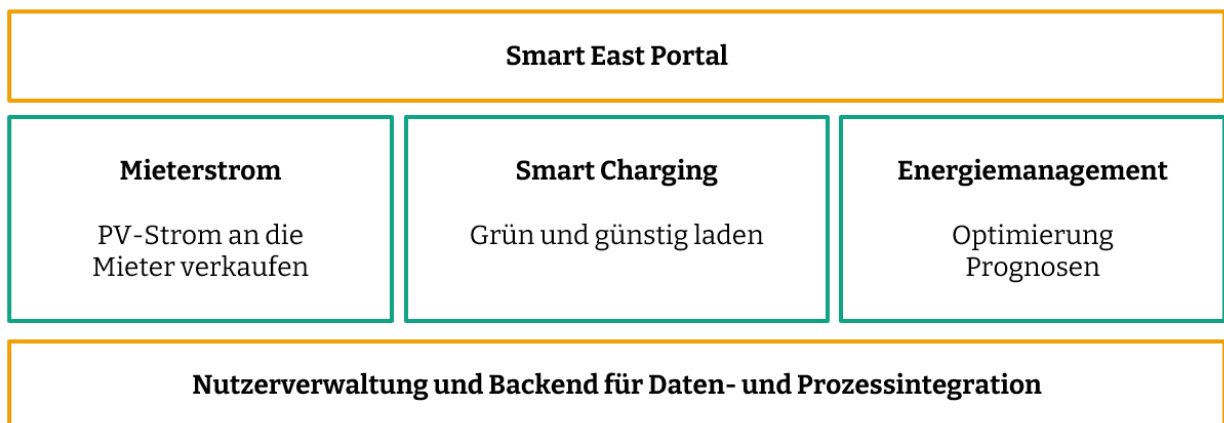 Smart East Portal
Mieterstrom
PV-Strom an die
Mieter verkaufen
Smart Charging
Grün und günstig laden
Energiemanagement
Optimierung
Prognosen
Nutzerverwaltung und Backend für Daten- und Prozessintegration